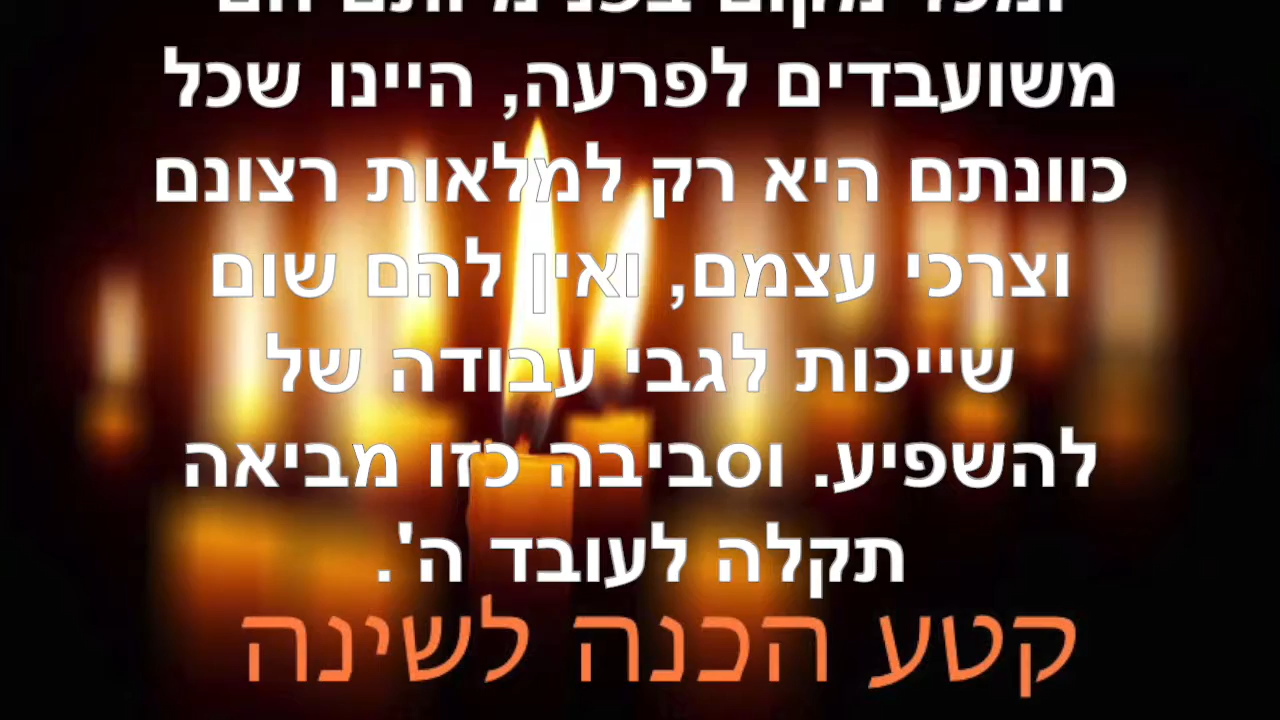 משועבדים לפרעה, היינו שכל
כוונתם היא רק למלאות רצונם
וצרכי עצמם, ואין להם שום
שייכות לגבי עבודה של
להשפיע. וסביבה כזו מביאה
תקלה לעובד ה'.
קטע הכנה לשינה